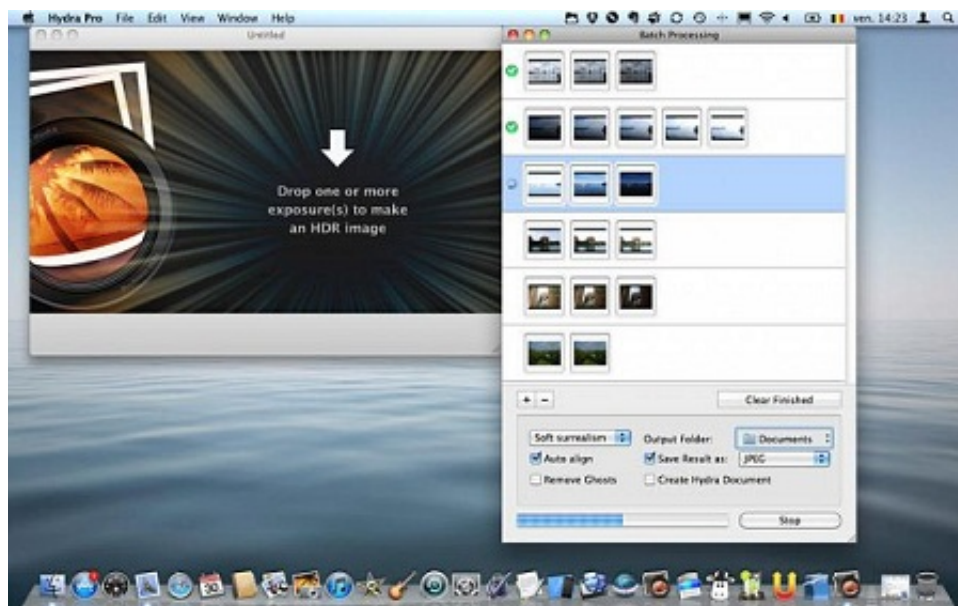 Hydra Pro File Edit View Window Help
ven. 14:23
Untitled
Batch Processing
Drop one or more
exposure(s) to make
an HDR image
+ -
Clear Finished
Soft surrealism
Output Folder:
Documents
Auto align
Save Result as:
JPEG
Remove Ghosts
Create Hydra Document
Stop